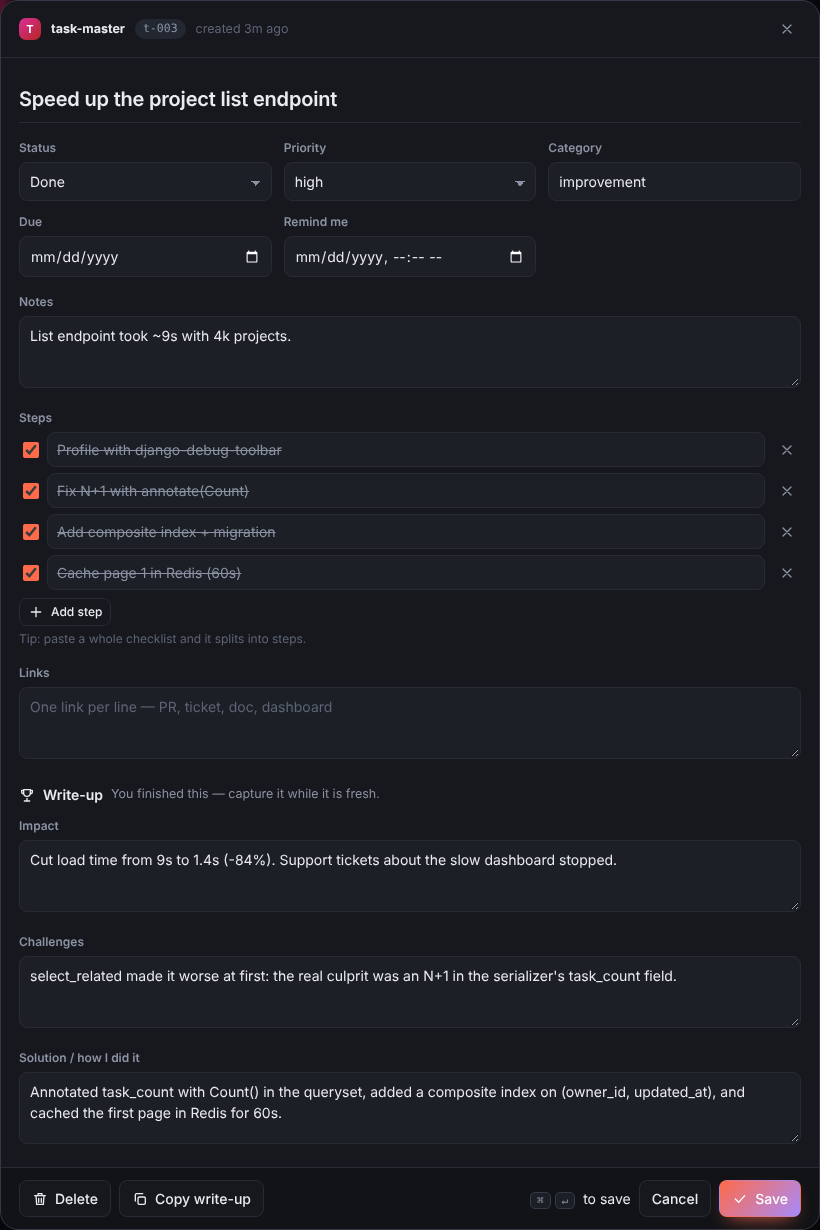 T task-master t-003 created 3m ago
Speed up the project list endpoint
Status Priority Category
Done high improvement
Due Remind me
mm/dd/yyyy mm/dd/yyyy, --:-- --
Notes
List endpoint took ~9s with 4k projects.
Steps
Profile with django-debug-toolbar
Fix N+1 with annotate(Count)
Add composite index + migration
Cache page 1 in Redis (60s)
Add step
Tip: paste a whole checklist and it splits into steps.
Links
One link per line — PR, ticket, doc, dashboard
Write-up You finished this — capture it while it is fresh.
Impact
Cut load time from 9s to 1.4s (-84%). Support tickets about the slow dashboard stopped.
Challenges
select_related made it worse at first: the real culprit was an N+1 in the serializer's task_count field.
Solution / how I did it
Annotated task_count with Count() in the queryset, added a composite index on (owner_id, updated_at), and
cached the first page in Redis for 60s.
Delete Copy write-up ⌘ ↵ to save Cancel Save